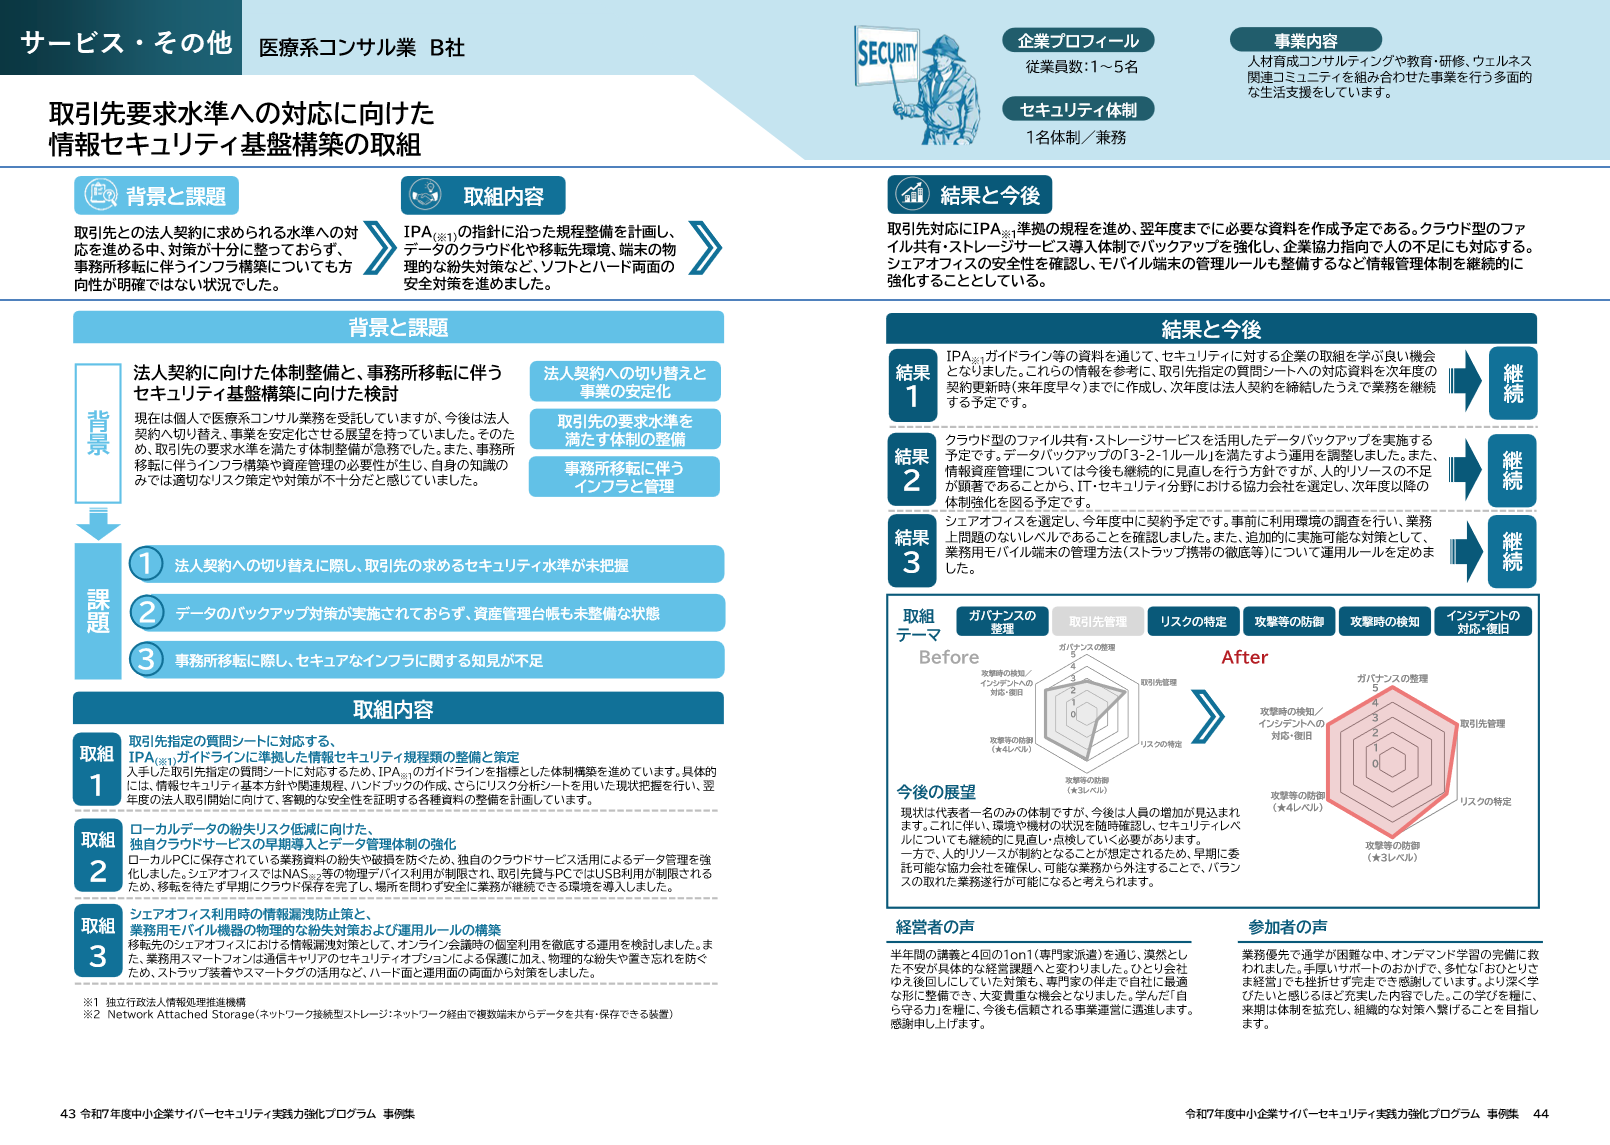 サービス・その他
医療系コンサル業 B社
取引先要求水準への対応に向けた
情報セキュリティ基盤構築の取組
SECURITY
企業プロフィール
従業員数：1～5名
セキュリティ体制
1名体制／兼務
事業内容
人材育成コンサルティングや教育・研修、ウェルネス
関連コミュニティを組み合わせた事業を行う多面的
な生活支援をしています。
背景と課題
取引先との法人契約に求められる水準への対
応を進める中、対策が十分に整っておらず、
事務所移転に伴うインフラ構築についても方
向性が明確ではない状況でした。
取組内容
IPA(※1)の指針に沿った規程整備を計画し、
データのクラウド化や移転先環境、端末の物
理的な紛失対策など、ソフトとハード両面の
安全対策を進めました。
結果と今後
取引先対応にIPA※1準拠の規程を進め、翌年度までに必要な資料を作成予定である。クラウド型のファ
イル共有・ストレージサービス導入体制でバックアップを強化し、企業協力指向で人の不足にも対応する。
シェアオフィスの安全性を確認し、モバイル端末の管理ルールも整備するなど情報管理体制を継続的に
強化することとしている。
背景と課題
背景
法人契約に向けた体制整備と、事務所移転に伴う
セキュリティ基盤構築に向けた検討
現在は個人で医療系コンサル業務を受託していますが、今後は法人
契約へ切り替え、事業を安定化させる展望を持っていました。そのた
め、取引先の要求水準を満たす体制整備が急務でした。また、事務所
移転に伴うインフラ構築や資産管理の必要性が生じ、自身の知識の
みでは適切なリスク策定や対策が不十分だと感じていました。
法人契約への切り替えと
事業の安定化
取引先の要求水準を
満たす体制の整備
事務所移転に伴う
インフラと管理
課題
1 法人契約への切り替えに際し、取引先の求めるセキュリティ水準が未把握
2 データのバックアップ対策が実施されておらず、資産管理台帳も未整備な状態
3 事務所移転に際し、セキュアなインフラに関する知見が不足
取組内容
取組
1
取引先指定の質問シートに対応する、
IPA(※1)ガイドラインに準拠した情報セキュリティ規程類の整備と策定
入手した取引先指定の質問シートに対応するため、IPA※1のガイドラインを指標とした体制構築を進めています。具体的
には、情報セキュリティ基本方針や関連規程、ハンドブックの作成、さらにリスク分析シートを用いた現状把握を行い、翌
年度の法人取引開始に向けて、客観的な安全性を証明する各種資料の整備を計画しています。
取組
2
ローカルデータの紛失リスク低減に向けた、
独自クラウドサービスの早期導入とデータ管理体制の強化
ローカルPCに保存されている業務資料の紛失や破損を防ぐため、独自のクラウドサービス活用によるデータ管理を強
化しました。シェアオフィスではNAS※2等の物理デバイス利用が制限され、取引先貸与PCではUSB利用が制限される
ため、移転を待たず早期にクラウド保存を完了し、場所を問わず安全に業務が継続できる環境を導入しました。
取組
3
シェアオフィス利用時の情報漏洩防止策と、
業務用モバイル機器の物理的な紛失対策および運用ルールの構築
移転先のシェアオフィスにおける情報漏洩対策として、オンライン会議時の個室利用を徹底する運用を検討しました。ま
た、業務用スマートフォンは通信キャリアのセキュリティオプションによる保護に加え、物理的な紛失や置き忘れを防ぐ
ため、ストラップ装着やスマートタグの活用など、ハード面と運用面の両面から対策をしました。
※1 独立行政法人情報処理推進機構
※2 Network Attached Storage（ネットワーク接続型ストレージ：ネットワーク経由で複数端末からデータを共有・保存できる装置）
結果と今後
結果
1
IPA※1ガイドライン等の資料を通じて、セキュリティに対する企業の取組を学ぶ良い機会
となりました。これらの情報を参考に、取引先指定の質問シートへの対応資料を次年度の
契約更新時（来年度早々）までに作成し、次年度は法人契約を締結したうえで業務を継続
する予定です。
継続
結果
2
クラウド型のファイル共有・ストレージサービスを活用したデータバックアップを実施する
予定です。データバックアップの「3-2-1ルール」を満たすよう運用を調整しました。また、
情報資産管理については今後も継続的に見直しを行う方針ですが、人的リソースの不足
が顕著であることから、IT・セキュリティ分野における協力会社を選定し、次年度以降の
体制強化を図る予定です。
継続
結果
3
シェアオフィスを選定し、今年度中に契約予定です。事前に利用環境の調査を行い、業務
上問題のないレベルであることを確認しました。また、追加的に実施可能な対策として、
業務用モバイル端末の管理方法（ストラップ携帯の徹底等）について運用ルールを定めま
した。
継続
取組
テーマ
ガバナンスの
整理
取引先管理
リスクの特定
攻撃等の防御
攻撃時の検知
インシデントの
対応・復旧
Before
ガバナンスの整理
5
4
3
2
1
0
取引先管理
リスクの特定
攻撃等の防御
（★3レベル）
攻撃等の防御
（★4レベル）
攻撃時の検知／
インシデントへの
対応・復旧
After
ガバナンスの整理
5
4
3
2
1
0
取引先管理
リスクの特定
攻撃等の防御
（★3レベル）
攻撃等の防御
（★4レベル）
攻撃時の検知／
インシデントへの
対応・復旧
今後の展望
現状は代表者一名のみの体制ですが、今後は人員の増加が見込まれ
ます。これに伴い、環境や機材の状況を随時確認し、セキュリティレベ
ルについても継続的に見直し・点検していく必要があります。
一方で、人的リソースが制約となることが想定されるため、早期に委
託可能な協力会社を確保し、可能な業務から外注することで、バラン
スの取れた業務遂行が可能になると考えられます。
経営者の声
半年間の講義と4回の1on1（専門家派遣）を通じ、漠然とし
た不安が具体的な経営課題へと変わりました。ひとり会社
ゆえ後回しにしていた対策も、専門家の伴走で自社に最適
な形に整備でき、大変貴重な機会となりました。学んだ「自
ら守る力」を糧に、今後も信頼される事業運営に邁進します。
感謝申し上げます。
参加者の声
業務優先で通学が困難な中、オンデマンド学習の完備に救
われました。手厚いサポートのおかげで、多忙な「おひとりさ
ま経営」でも挫折せず完走でき感謝しています。より深く学
びたいと感じるほど充実した内容でした。この学びを糧に、
来期は体制を拡充し、組織的な対策へ繋げることを目指し
ます。
43 令和7年度中小企業サイバーセキュリティ実践力強化プログラム 事例集
令和7年度中小企業サイバーセキュリティ実践力強化プログラム 事例集 44